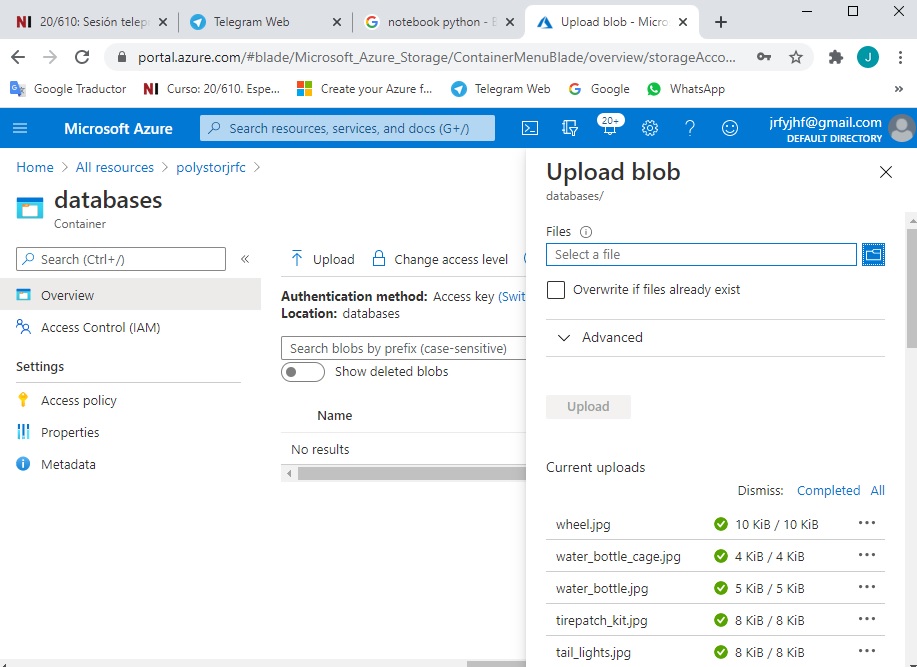 20/610: Sesión telep
Telegram Web
notebook python - E
Upload blob - Micro
portal.azure.com/#blade/Microsoft_Azure_Storage/ContainerMenuBlade/overview/storageAcco...
J
Google Traductor
Curso: 20/610. Espe...
Create your Azure f...
Telegram Web
Google
WhatsApp
Microsoft Azure
Search resources, services, and docs (G+/)
20+
jrfyjhf@gmail.com
DEFAULT DIRECTORY
Home > All resources > polystorjrfc >
databases
Container
Search (Ctrl+/)
Overview
Access Control (IAM)
Settings
Access policy
Properties
Metadata
Upload
Change access level
Authentication method: Access key (Swit
Location: databases
Search blobs by prefix (case-sensitive)
Show deleted blobs
Name
No results
Upload blob
databases/
Files
Select a file
Overwrite if files already exist
Advanced
Upload
Current uploads
Dismiss: Completed All
wheel.jpg 10 KiB / 10 KiB
water_bottle_cage.jpg 4 KiB / 4 KiB
water_bottle.jpg 5 KiB / 5 KiB
tirepatch_kit.jpg 8 KiB / 8 KiB
tail_lights.jpg 8 KiB / 8 KiB